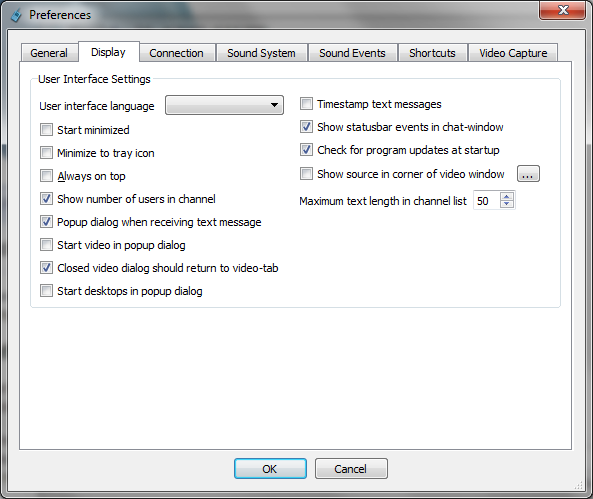 Preferences
General Display Connection Sound System Sound Events Shortcuts Video Capture
User Interface Settings
User interface language
Start minimized
Minimize to tray icon
Always on top
Show number of users in channel
Popup dialog when receiving text message
Start video in popup dialog
Closed video dialog should return to video-tab
Start desktops in popup dialog
Timestamp text messages
Show statusbar events in chat-window
Check for program updates at startup
Show source in corner of video window ...
Maximum text length in channel list 50
OK Cancel